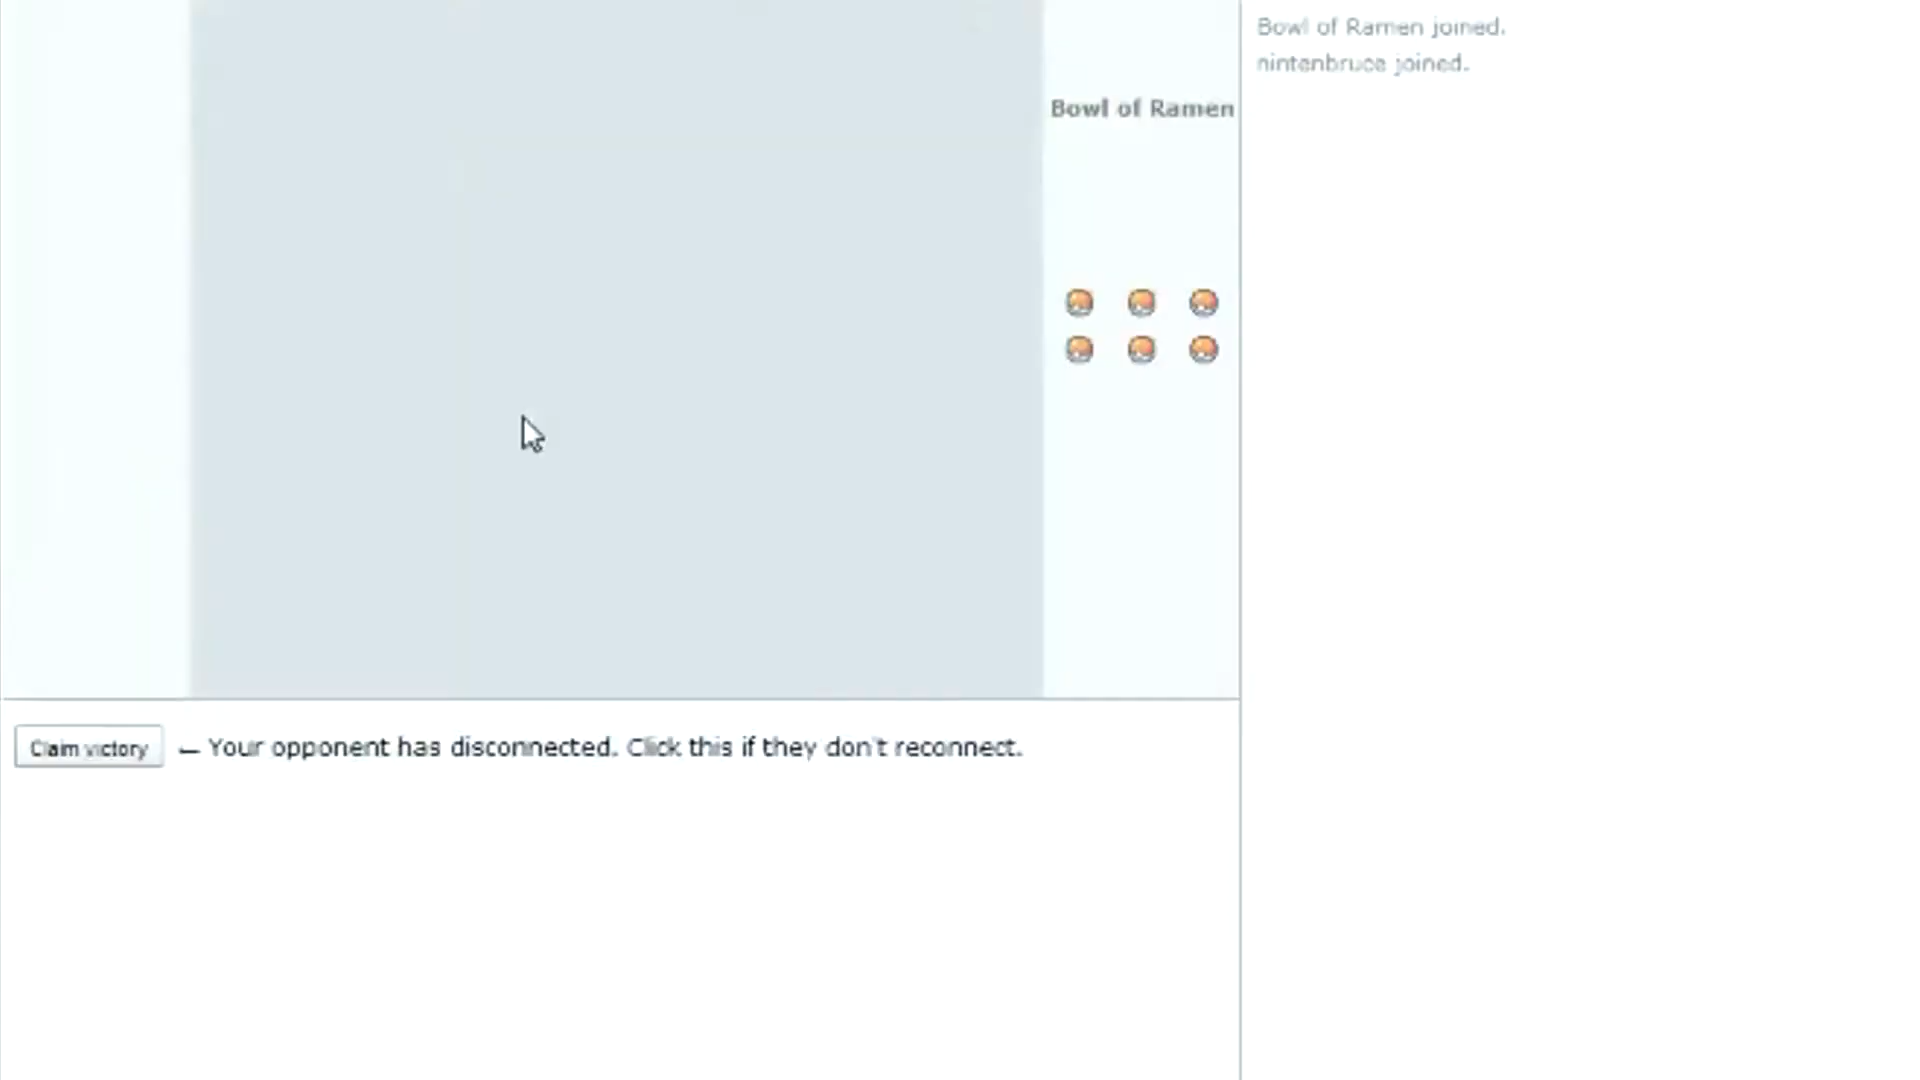 Bowl of Ramen joined.
nintenbruce joined.
Bowl of Ramen
Claim victory
← Your opponent has disconnected. Click this if they don't reconnect.